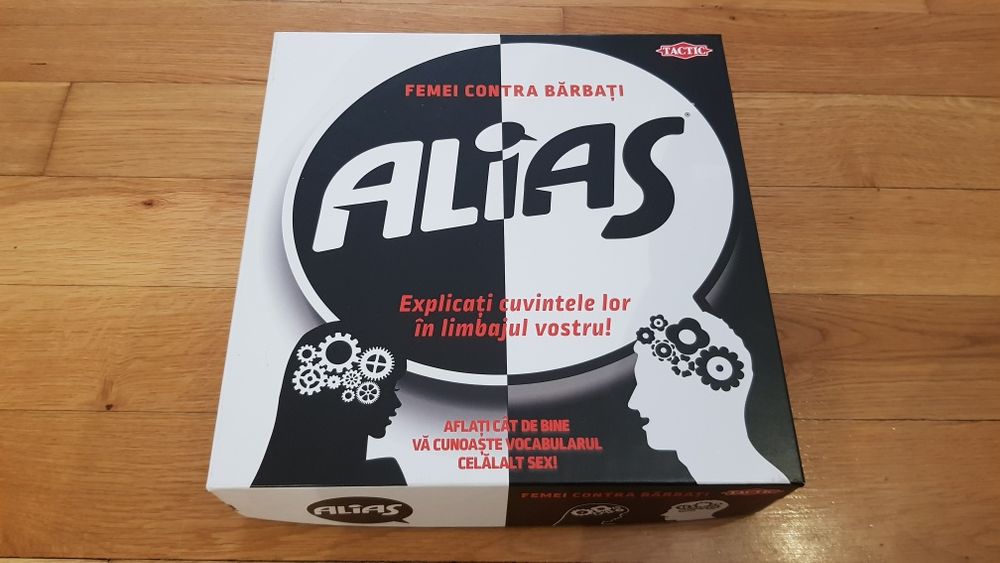 TACTIC
FEMEI CONTRA BĂRBAȚI
ALIAS®
Explicați cuvintele lor
în limbajul vostru!
AFLAȚI CÂT DE BINE
VĂ CUNOAȘTE VOCABULARUL
CELĂLALT SEX!
ALIAS
FEMEI CONTRA BĂRBAȚI
TACTIC